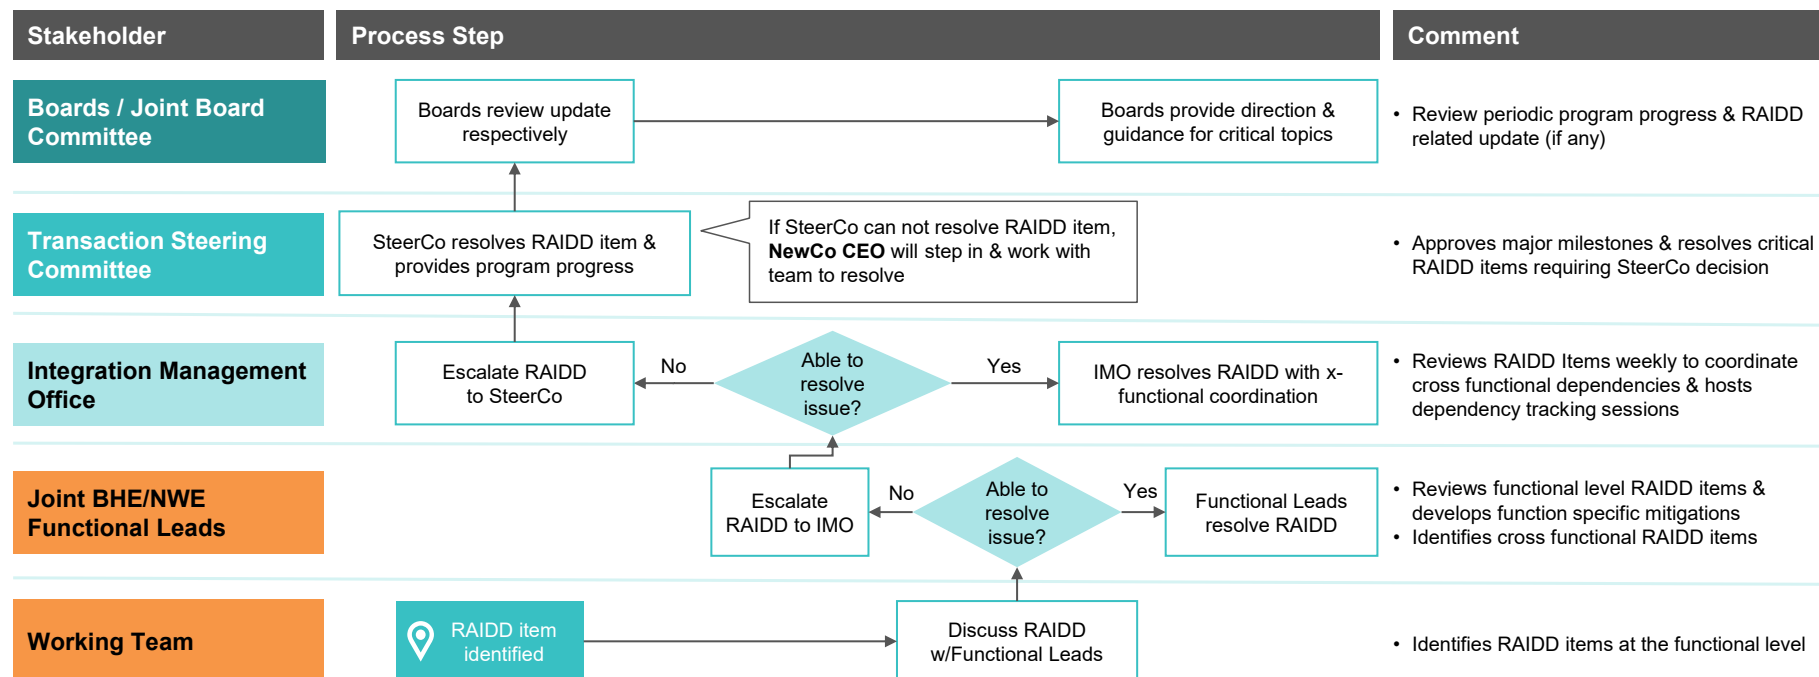 Stakeholder
Process Step
Comment
Boards / Joint Board
Committee
Boards review update
respectively
Boards provide direction &
guidance for critical topics
• Review periodic program progress & RAIDD
related update (if any)
Transaction Steering
Committee
SteerCo resolves RAIDD item &
provides program progress
If SteerCo can not resolve RAIDD item,
NewCo CEO will step in & work with
team to resolve
• Approves major milestones & resolves critical
RAIDD items requiring SteerCo decision
Integration Management
Office
Escalate RAIDD
to SteerCo
No
Able to
resolve
issue?
Yes
IMO resolves RAIDD with x-
functional coordination
• Reviews RAIDD Items weekly to coordinate
cross functional dependencies & hosts
dependency tracking sessions
Joint BHE/NWE
Functional Leads
Escalate
RAIDD to IMO
No
Able to
resolve
issue?
Yes
Functional Leads
resolve RAIDD
• Reviews functional level RAIDD items &
develops function specific mitigations
• Identifies cross functional RAIDD items
Working Team
RAIDD item
identified
Discuss RAIDD
w/Functional Leads
• Identifies RAIDD items at the functional level